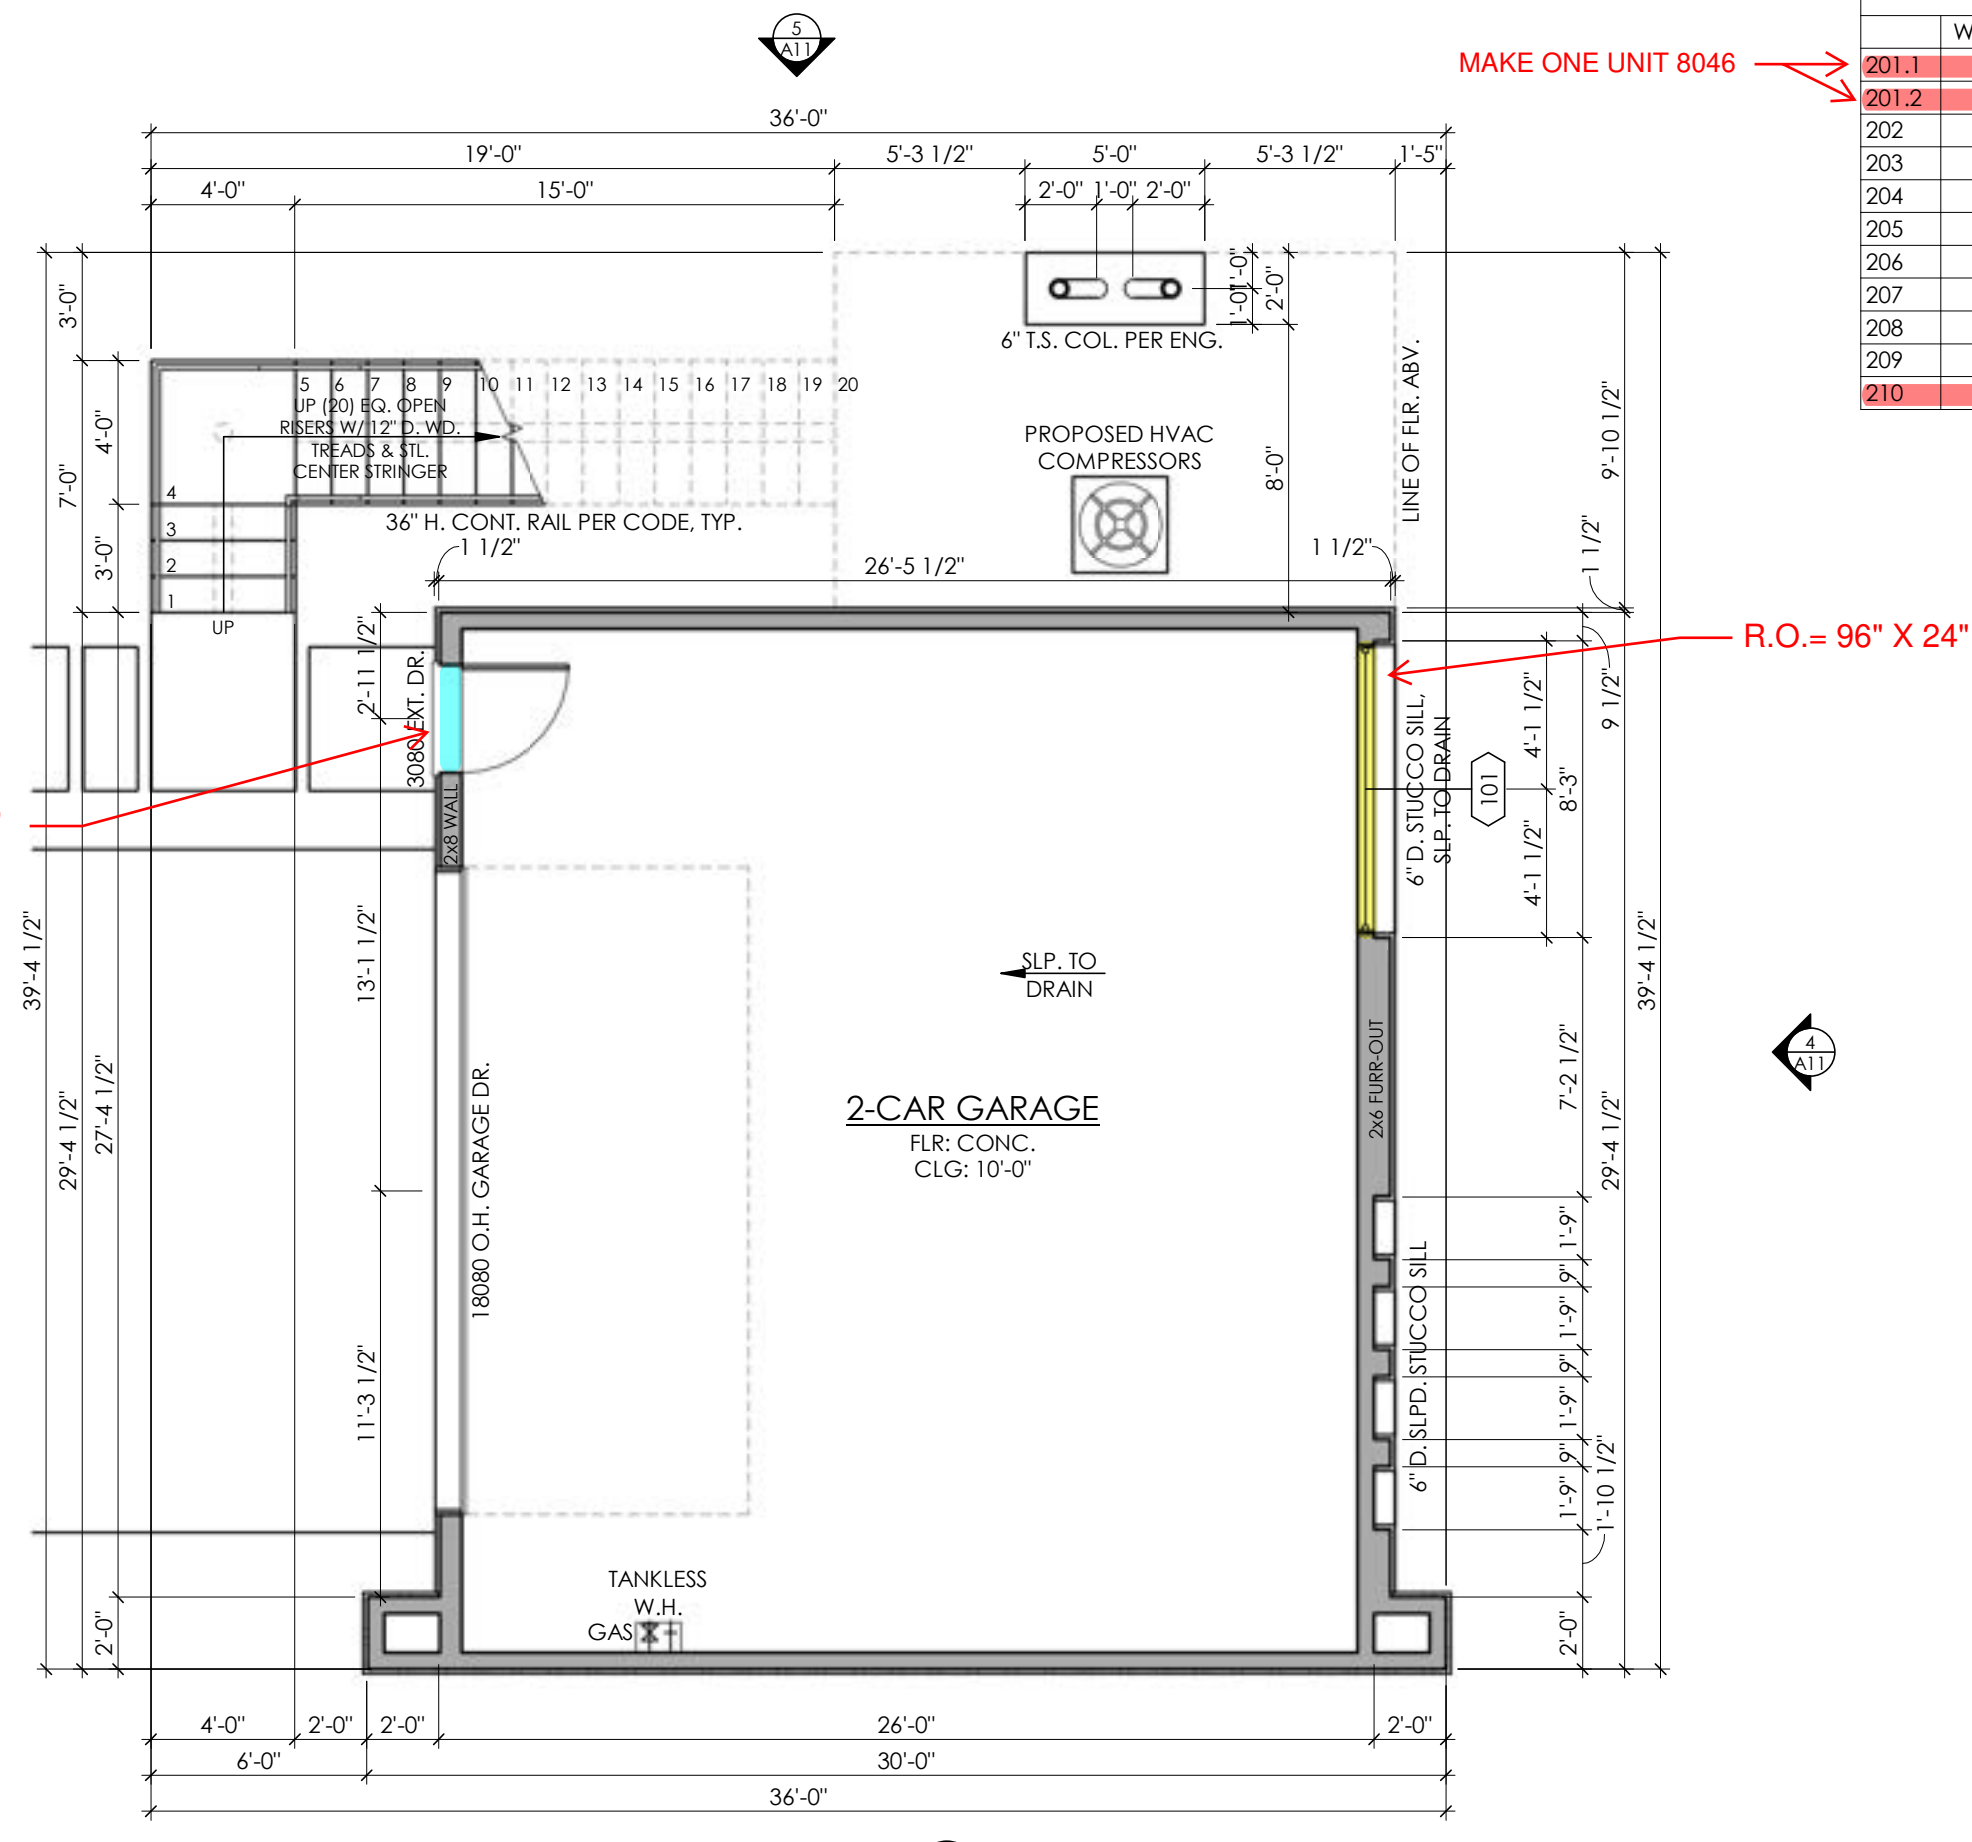 5
A11
MAKE ONE UNIT 8046
W
201.1
201.2
202
203
204
205
206
207
208
209
210
36'-0"
19'-0"
5'-3 1/2"
5'-0"
5'-3 1/2"
1'-5"
4'-0"
15'-0"
2'-0"
1'-0"
2'-0"
3'-0"
1'-0"
1'-0"
2'-0"
6" T.S. COL. PER ENG.
LINE OF FLR. ABV.
5 6 7 8 9 10 11 12 13 14 15 16 17 18 19 20
UP (20) EQ. OPEN
RISERS W/ 12" D. WD.
TREADS & STL.
CENTER STRINGER
4
3
2
1
UP
4'-0"
7'-0"
3'-0"
36" H. CONT. RAIL PER CODE, TYP.
PROPOSED HVAC
COMPRESSORS
8'-0"
9'-10 1/2"
1 1/2"
1 1/2"
1 1/2"
26'-5 1/2"
R.O.= 96" X 24"
2'-11 1/2"
3080 EXT. DR.
2x8 WALL
6" D. STUCCO SILL,
SLP. TO DRAIN
101
4'-1 1/2"
4'-1 1/2"
8'-3"
9 1/2"
39'-4 1/2"
29'-4 1/2"
27'-4 1/2"
13'-1 1/2"
11'-3 1/2"
18080 O.H. GARAGE DR.
SLP. TO
DRAIN
2-CAR GARAGE
FLR: CONC.
CLG: 10'-0"
2x6 FURR-OUT
7'-2 1/2"
29'-4 1/2"
39'-4 1/2"
4
A11
6" D. SLPD. STUCCO SILL
1'-9"
9"
1'-9"
9"
1'-9"
9"
1'-9"
1'-10 1/2"
2'-0"
2'-0"
TANKLESS
W.H.
GAS
4'-0"
2'-0"
2'-0"
26'-0"
2'-0"
6'-0"
30'-0"
36'-0"